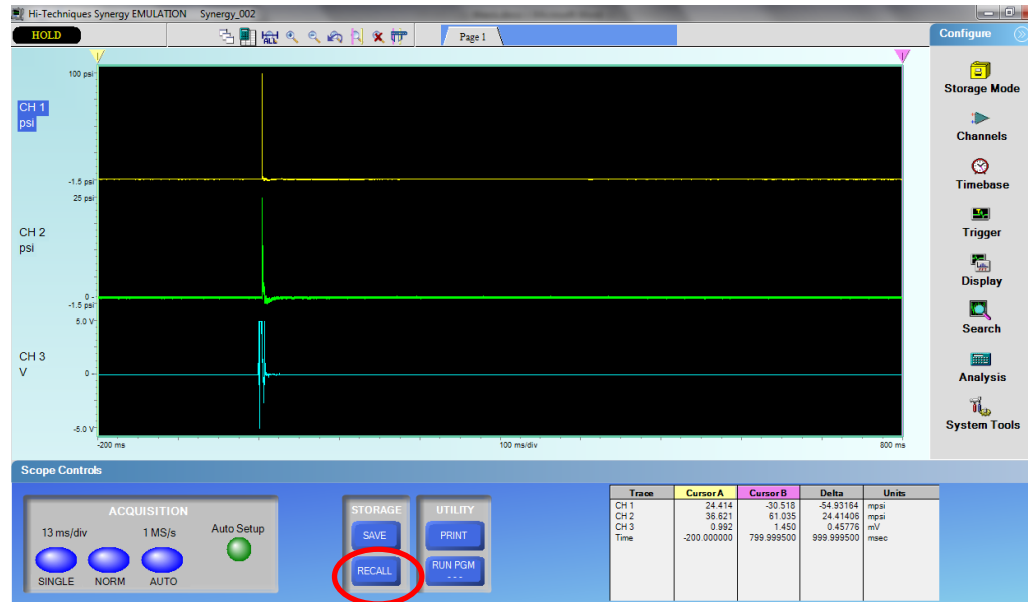 Hi-Techniques Synergy EMULATION Synergy_002
HOLD
ALL
Page 1
Configure
100 psi
CH 1
psi
-1.5 psi
25 psi
CH 2
psi
0
-1.5 psi
5.0 V
CH 3
V
0
-5.0 V
-200 ms
100 ms/div
800 ms
Storage Mode
Channels
Timebase
Trigger
Display
Search
Analysis
System Tools
Scope Controls
ACQUISITION
13 ms/div 1 MS/s Auto Setup
SINGLE NORM AUTO
STORAGE
SAVE
RECALL
UTILITY
PRINT
RUN PGM
---
Trace Cursor A Cursor B Delta Units
CH 1 24.414 -30.518 -54.93164 mpsi
CH 2 36.621 61.035 24.41406 mpsi
CH 3 0.992 1.450 0.45776 mV
Time -200.000000 799.999500 999.999500 msec